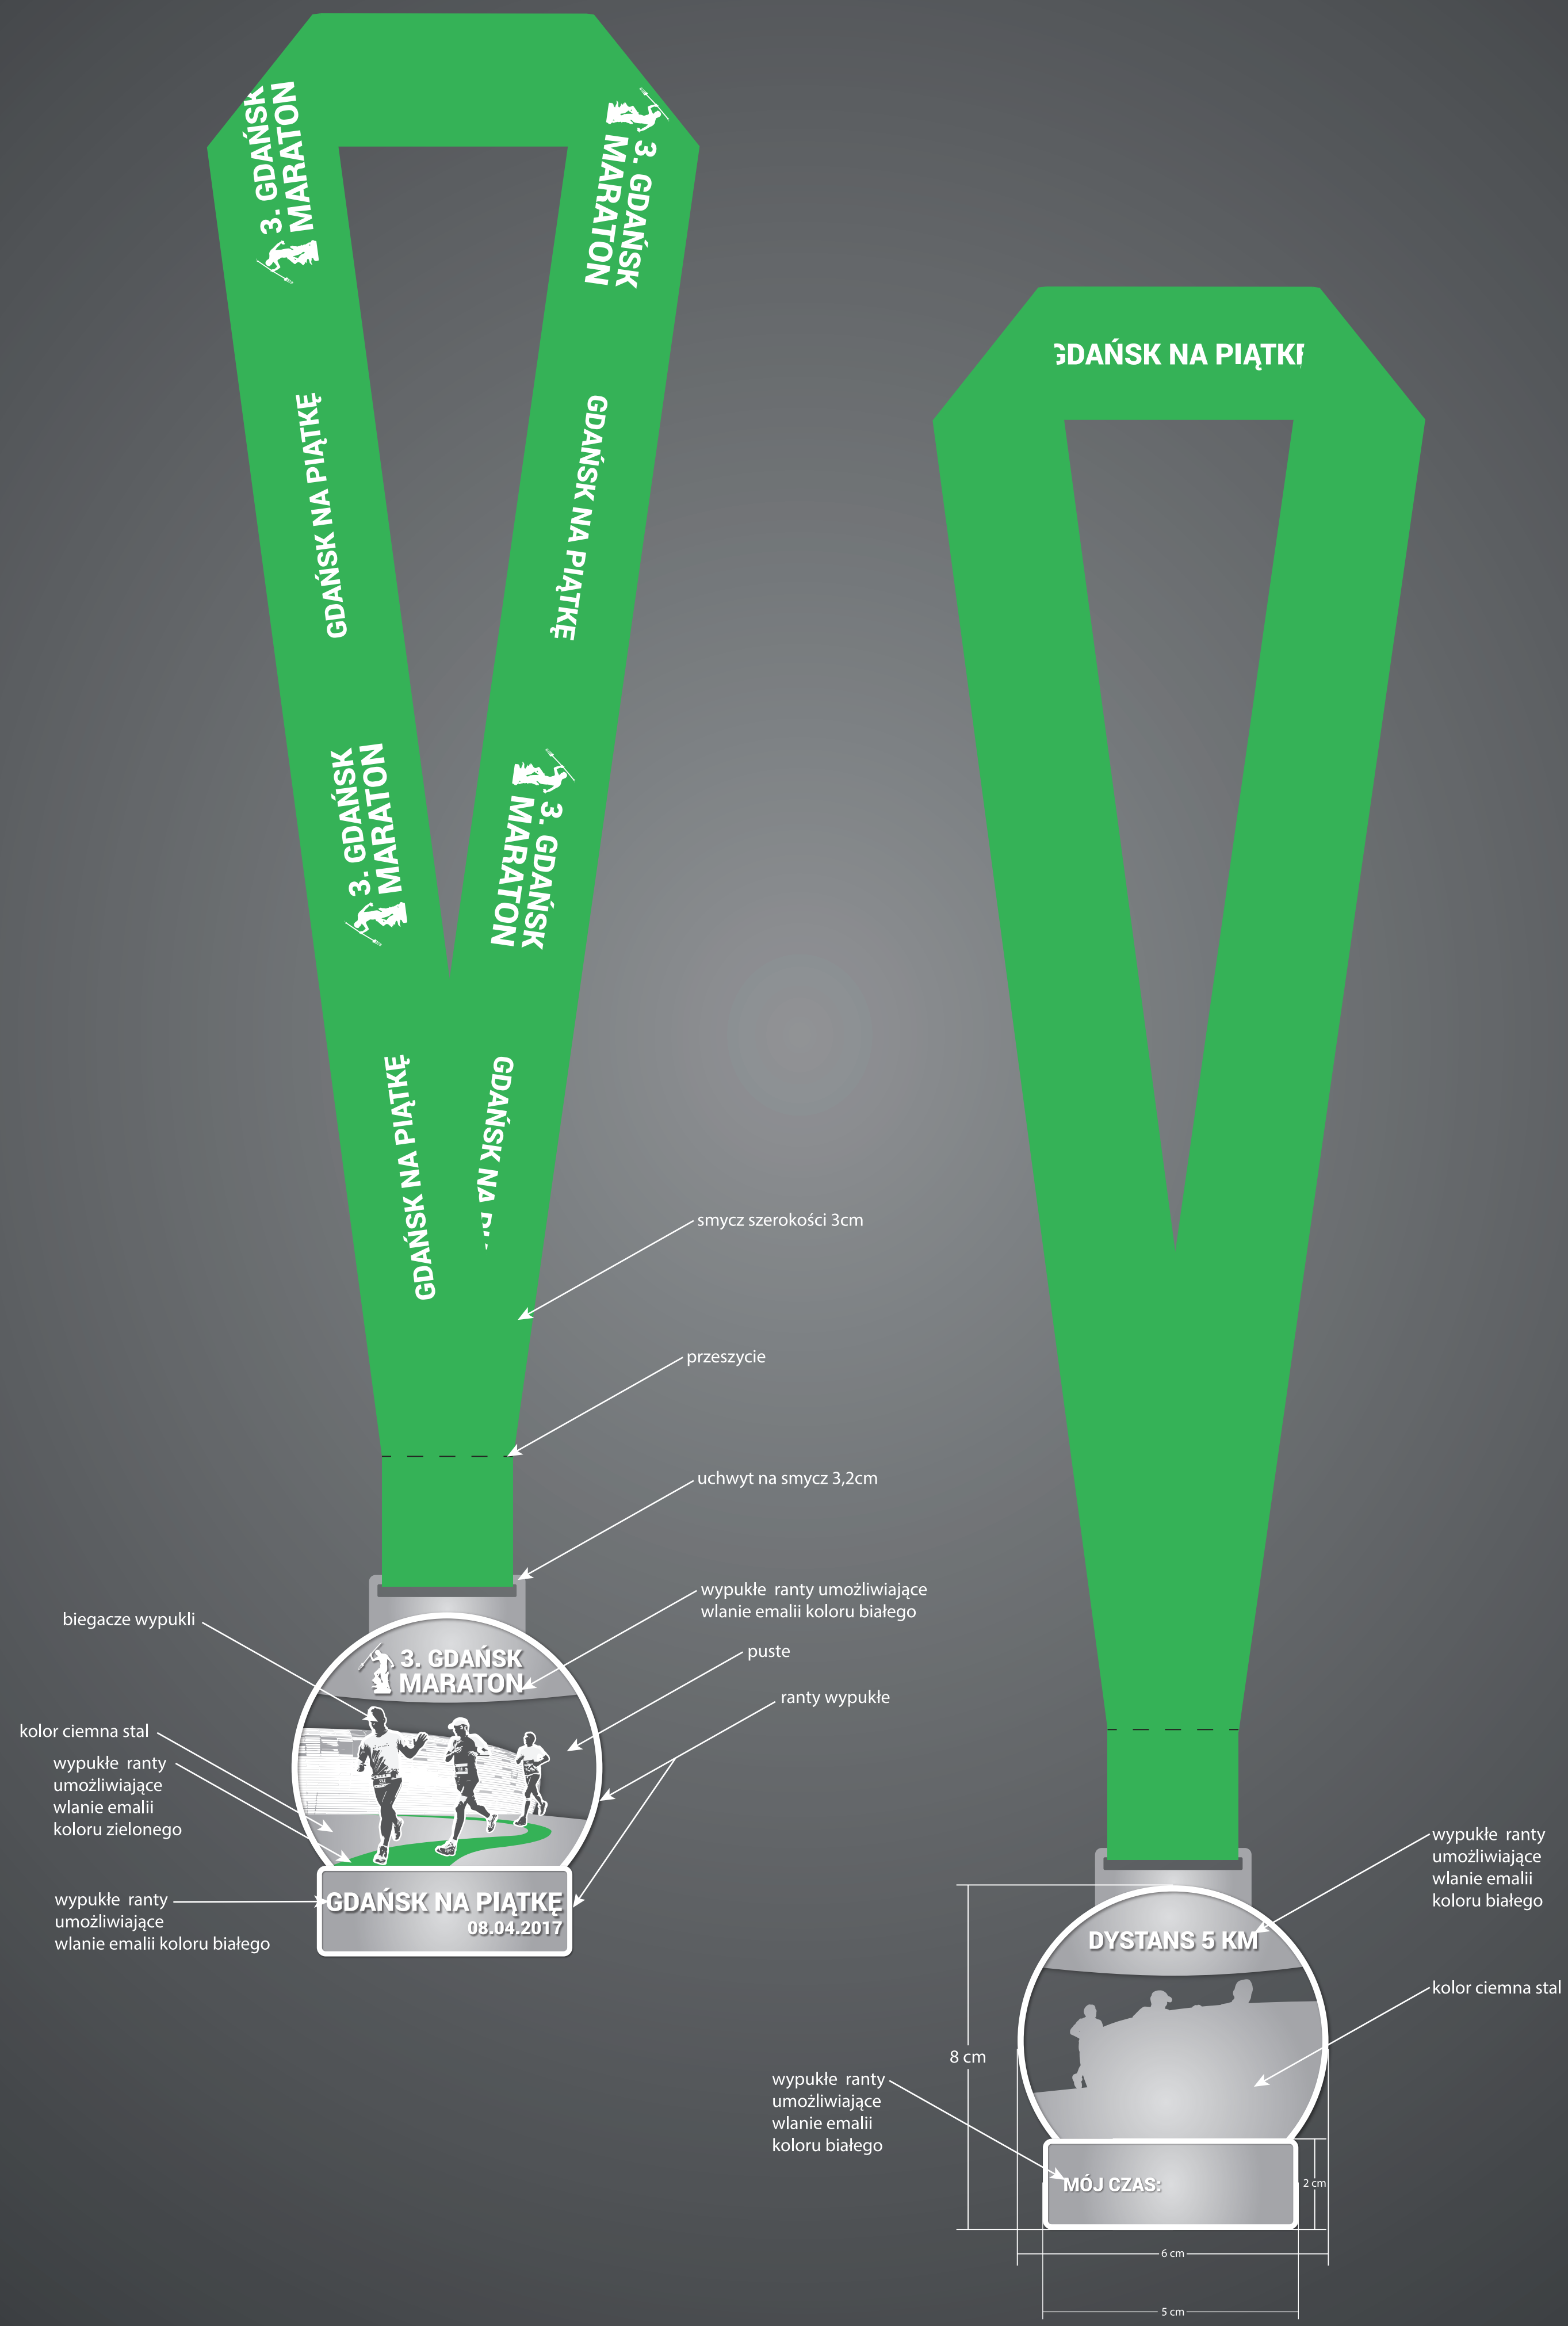 3. GDAŃSK
MARATON
3. GDAŃSK
MARATON
GDAŃSK NA PIĄTKĘ
GDAŃSK NA PIĄTKĘ
3. GDAŃSK
MARATON
3. GDAŃSK
MARATON
GDAŃSK NA PIĄTKĘ
GDAŃSK NA
smycz szerokości 3cm
przeszycie
uchwyt na smycz 3,2cm
wypukłe ranty umożliwiające
wlanie emalii koloru białego
puste
ranty wypukłe
biegacze wypukli
kolor ciemna stal
wypukłe ranty
umożliwiające
wlanie emalii
koloru zielonego
wypukłe ranty
umożliwiające
wlanie emalii koloru białego
3. GDAŃSK
MARATON
GDAŃSK NA PIĄTKĘ
08.04.2017
GDAŃSK NA PIĄTKĘ
wypukłe ranty
umożliwiające
wlanie emalii
koloru białego
DYSTANS 5 KM
kolor ciemna stal
8 cm
wypukłe ranty
umożliwiające
wlanie emalii
koloru białego
MÓJ CZAS:
2 cm
6 cm
5 cm